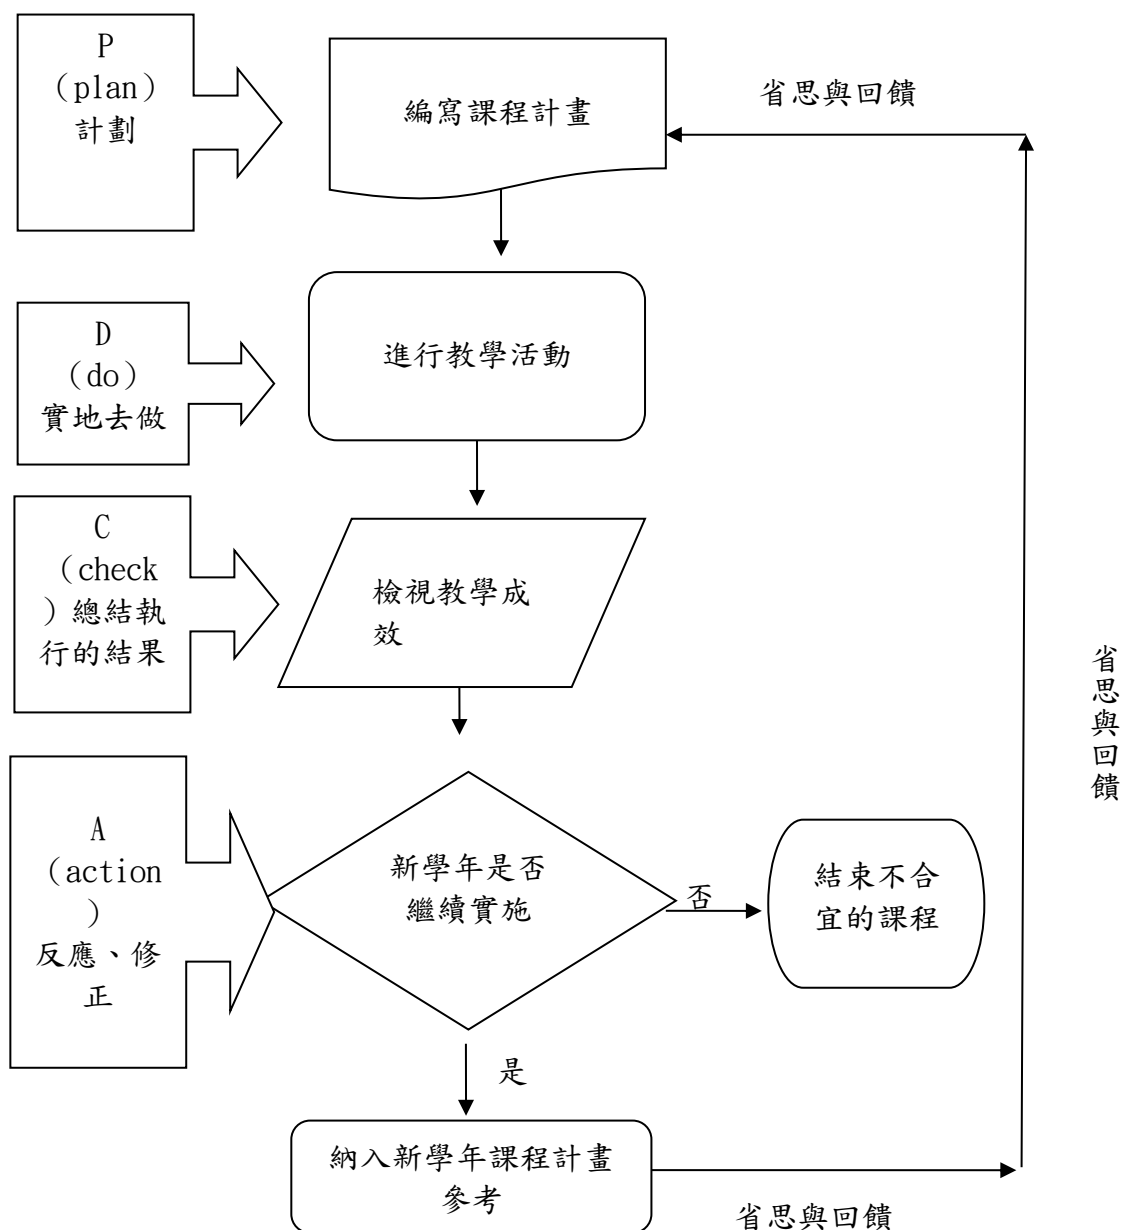 P
(plan)
計劃
編寫課程計畫
省思與回饋
D
(do)
實地去做
進行教學活動
C
(check
)總結執
行的結果
檢視教學成
效
省思與回饋
A
(action
)
反應、修
正
新學年是否
繼續實施
否
結束不合
宜的課程
是
納入新學年課程計畫
參考
省思與回饋